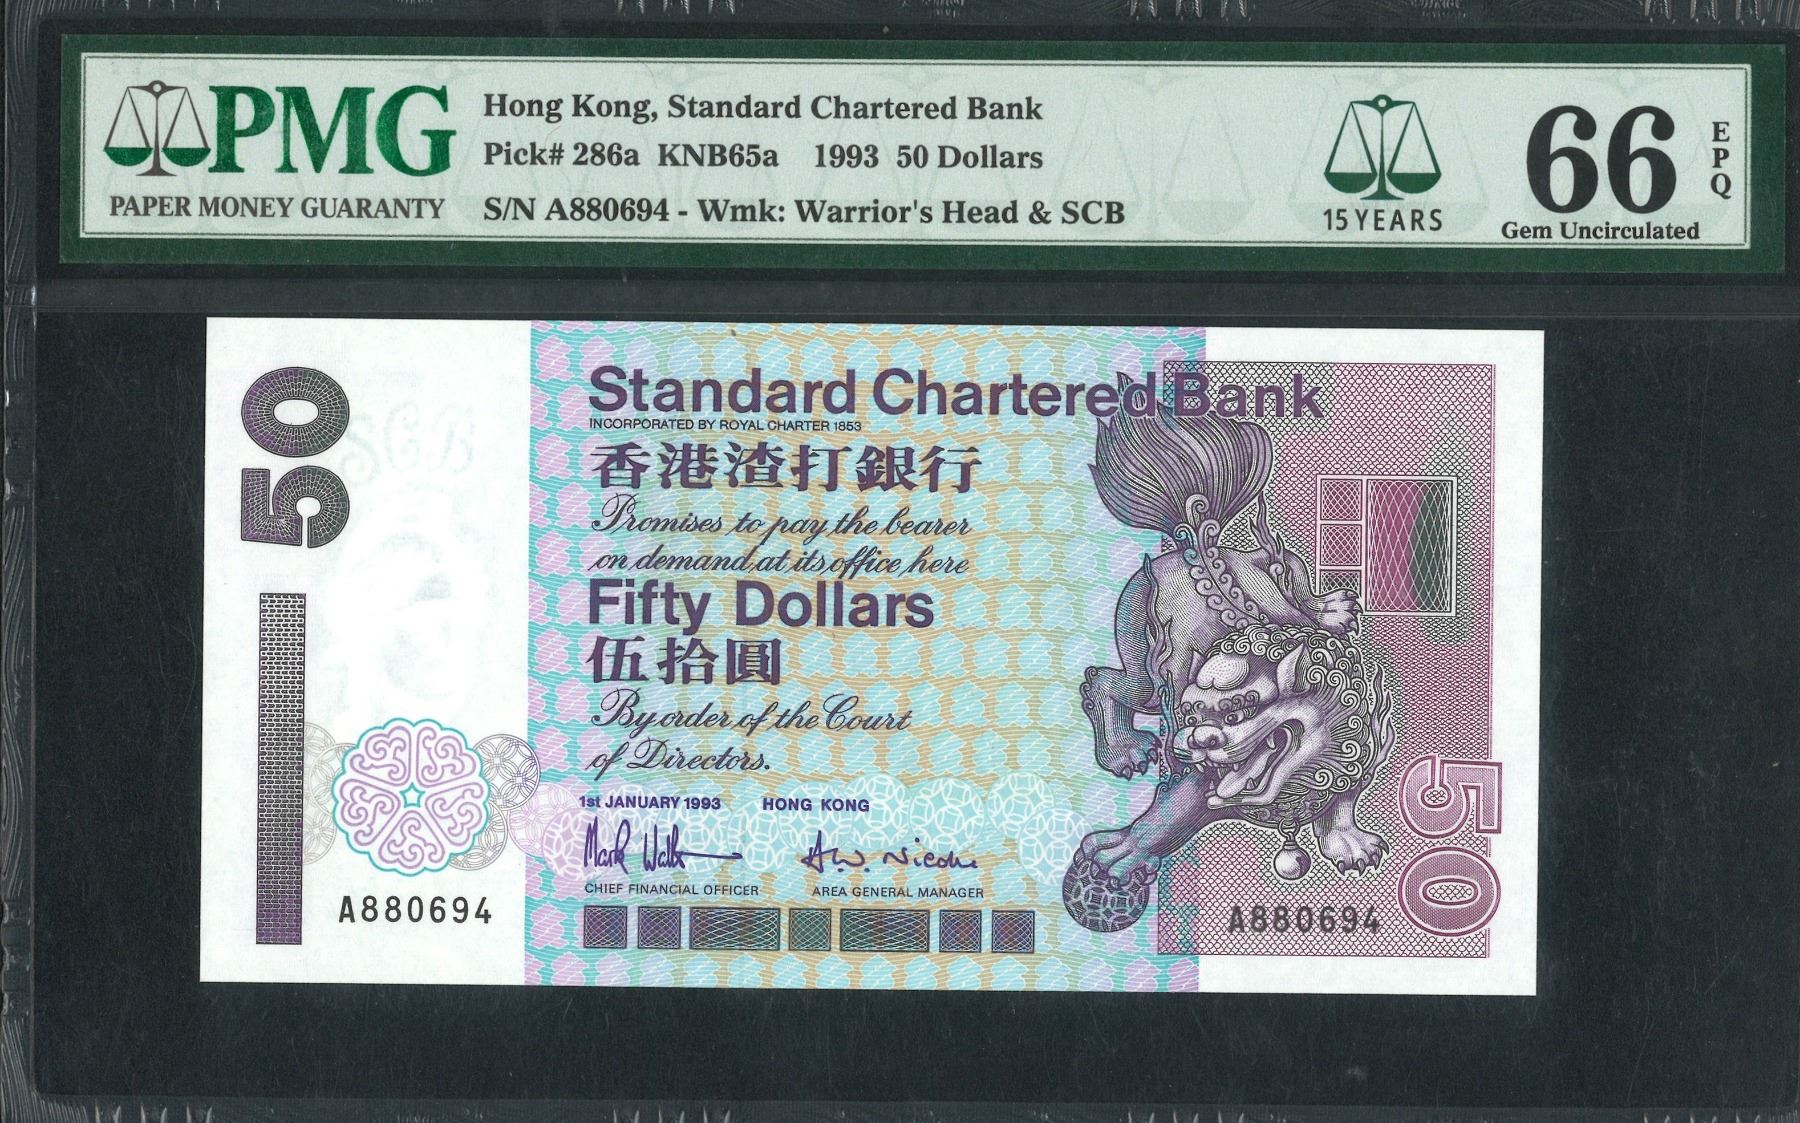 PMG
PAPER MONEY GUARANTY
Hong Kong, Standard Chartered Bank
Pick# 286a KNB65a 1993 50 Dollars
S/N A880694 - Wmk: Warrior's Head & SCB
15 YEARS
66
EPQ
Gem Uncirculated
50
SCB
Standard Chartered Bank
INCORPORATED BY ROYAL CHARTER 1853
香港渣打銀行
Promises to pay the bearer
on demand at its office here
Fifty Dollars
伍拾圓
By order of the Court
of Directors.
1st JANUARY 1993 HONG KONG
CHIEF FINANCIAL OFFICER AREA GENERAL MANAGER
A880694
A880694
50